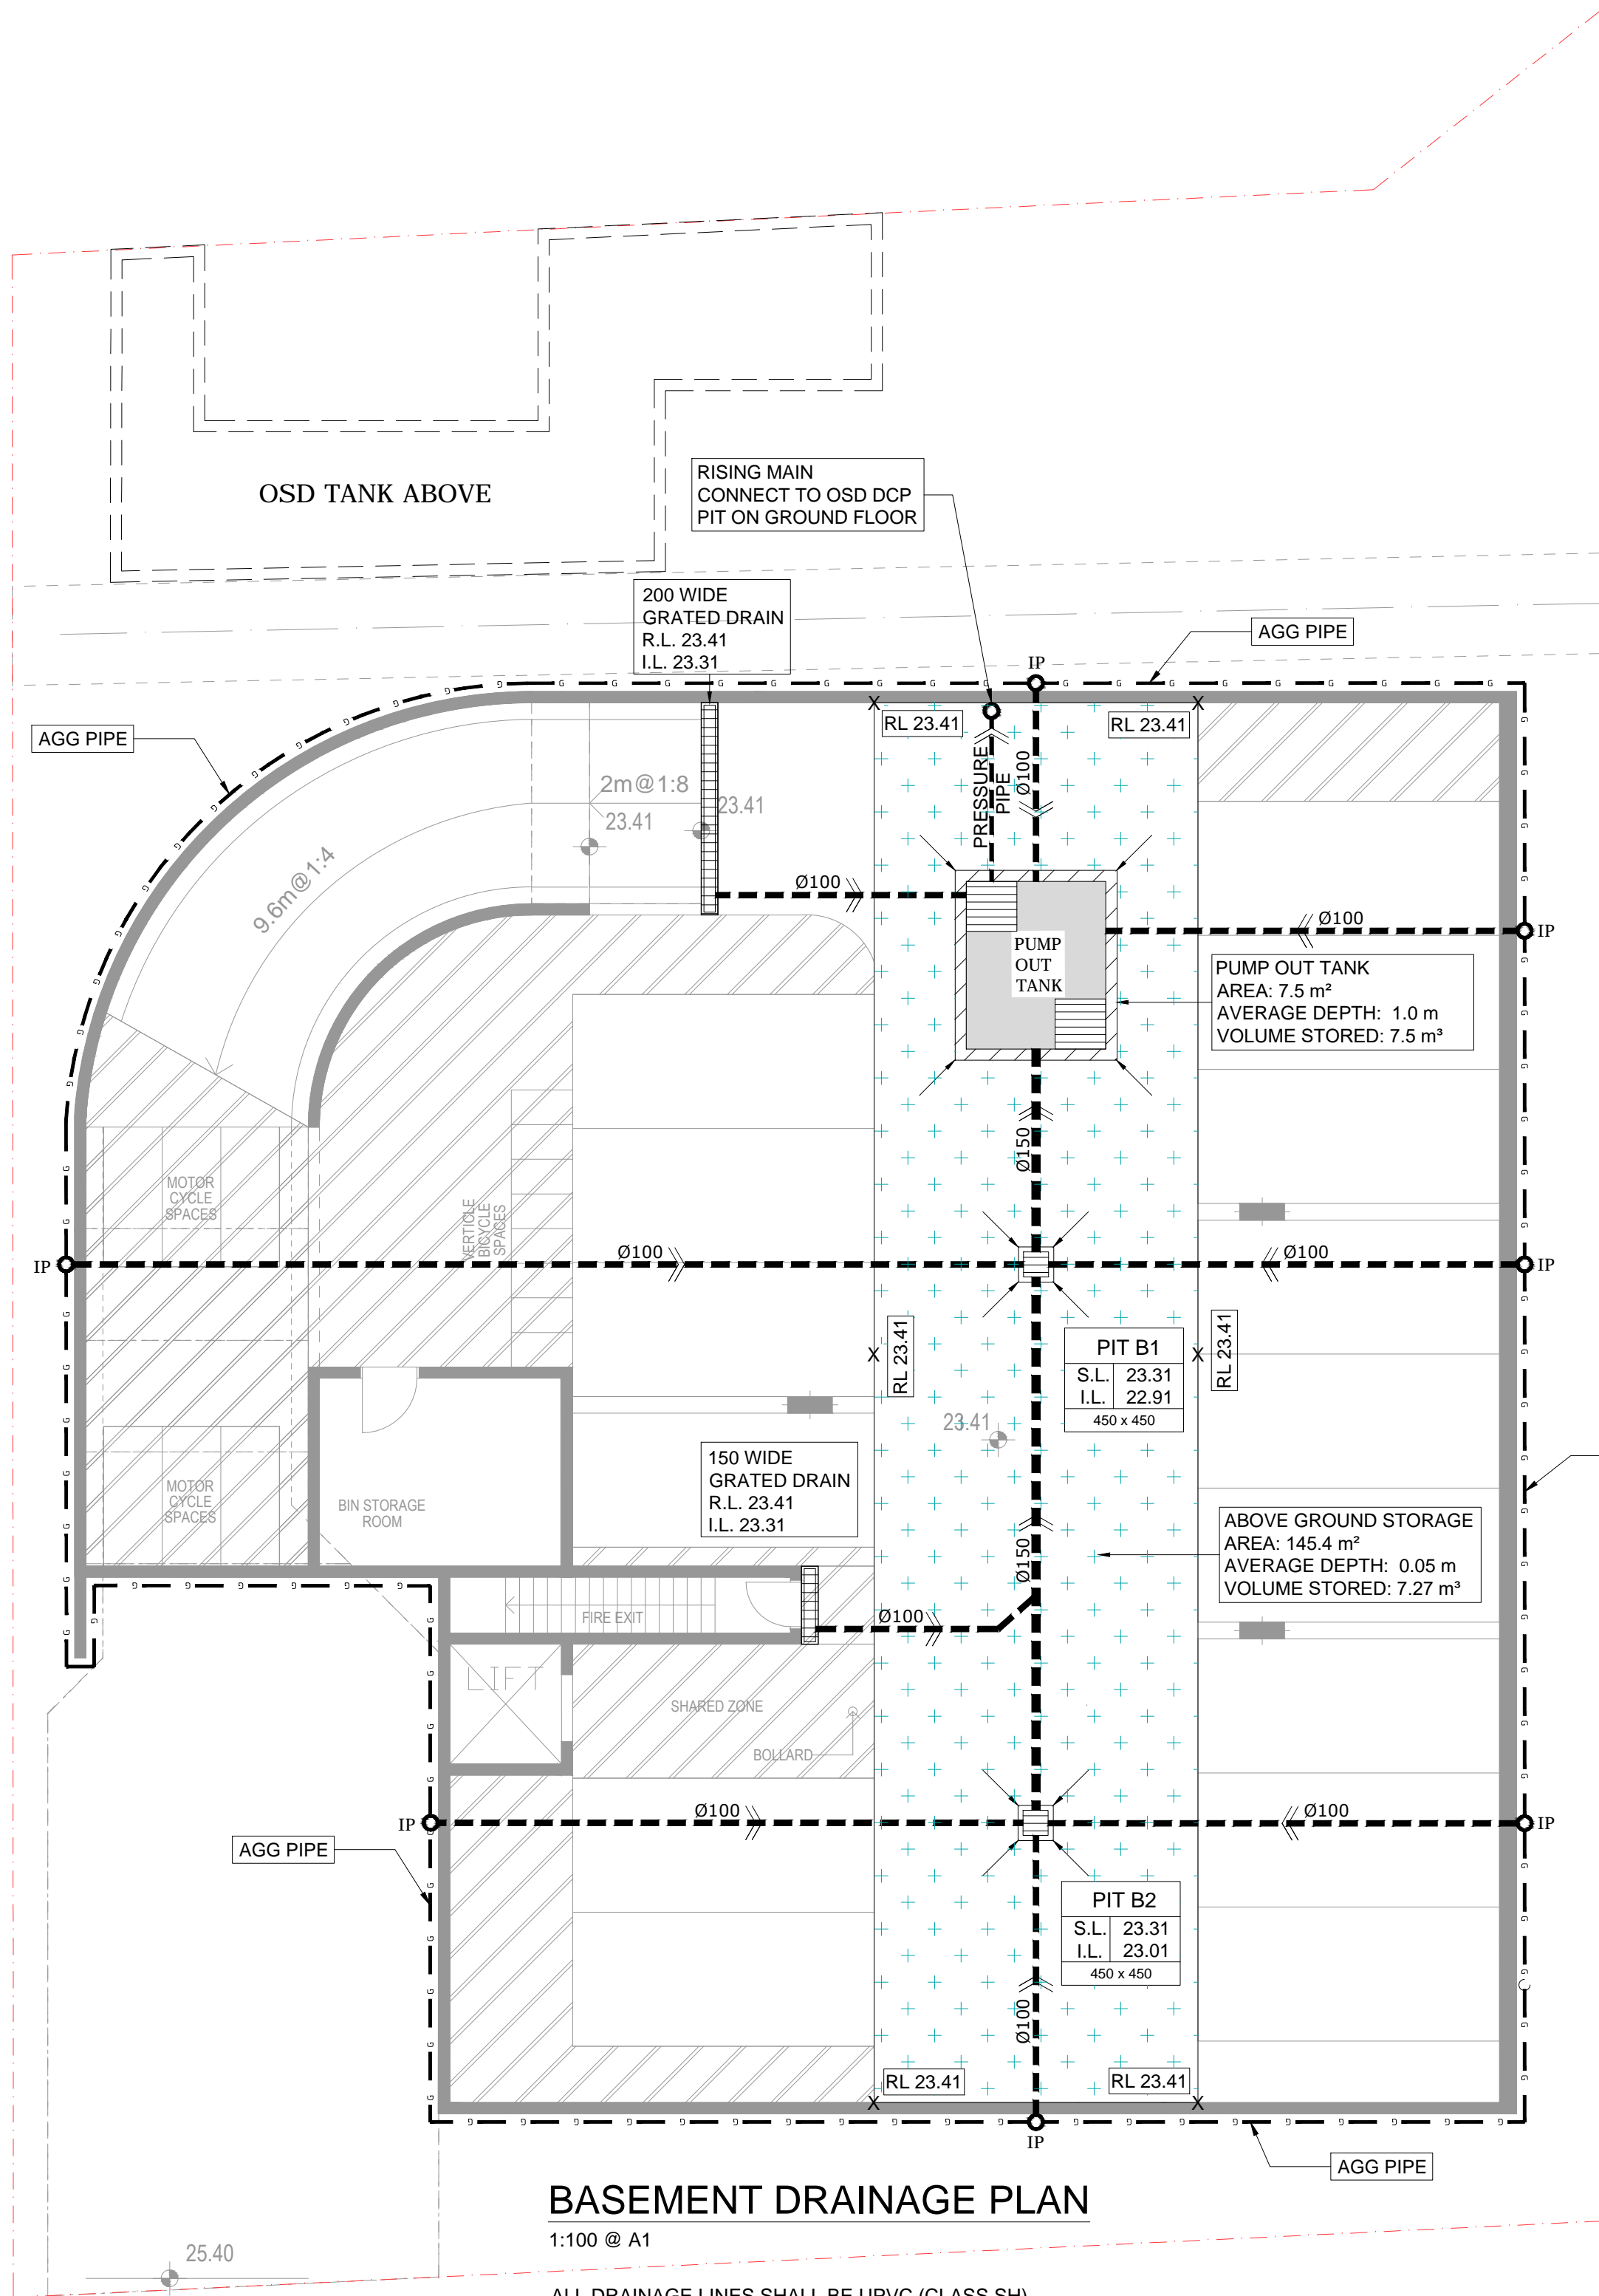 OSD TANK ABOVE
RISING MAIN
CONNECT TO OSD DCP
PIT ON GROUND FLOOR
200 WIDE
GRATED DRAIN
R.L. 23.41
I.L. 23.31
AGG PIPE
IP
AGG PIPE
RL 23.41
RL 23.41
2m@1:8
23.41
23.41
9.6m@1:4
PRESSURE
PIPE
Ø100
Ø100
Ø100
IP
PUMP
OUT
TANK
PUMP OUT TANK
AREA: 7.5 m²
AVERAGE DEPTH: 1.0 m
VOLUME STORED: 7.5 m³
Ø150
MOTOR
CYCLE
SPACES
VERTICLE
BICYCLE
SPACES
IP
Ø100
Ø100
IP
RL 23.41
RL 23.41
PIT B1
S.L. 23.31
I.L. 22.91
450 x 450
23.41
150 WIDE
GRATED DRAIN
R.L. 23.41
I.L. 23.31
MOTOR
CYCLE
SPACES
BIN STORAGE
ROOM
ABOVE GROUND STORAGE
AREA: 145.4 m²
AVERAGE DEPTH: 0.05 m
VOLUME STORED: 7.27 m³
Ø150
FIRE EXIT
Ø100
LIFT
SHARED ZONE
BOLLARD
IP
Ø100
Ø100
IP
AGG PIPE
PIT B2
S.L. 23.31
I.L. 23.01
450 x 450
Ø100
RL 23.41
RL 23.41
IP
AGG PIPE
BASEMENT DRAINAGE PLAN
1:100 @ A1
25.40
ALL DRAINAGE LINES SHALL BE UPVC (CLASS SH)